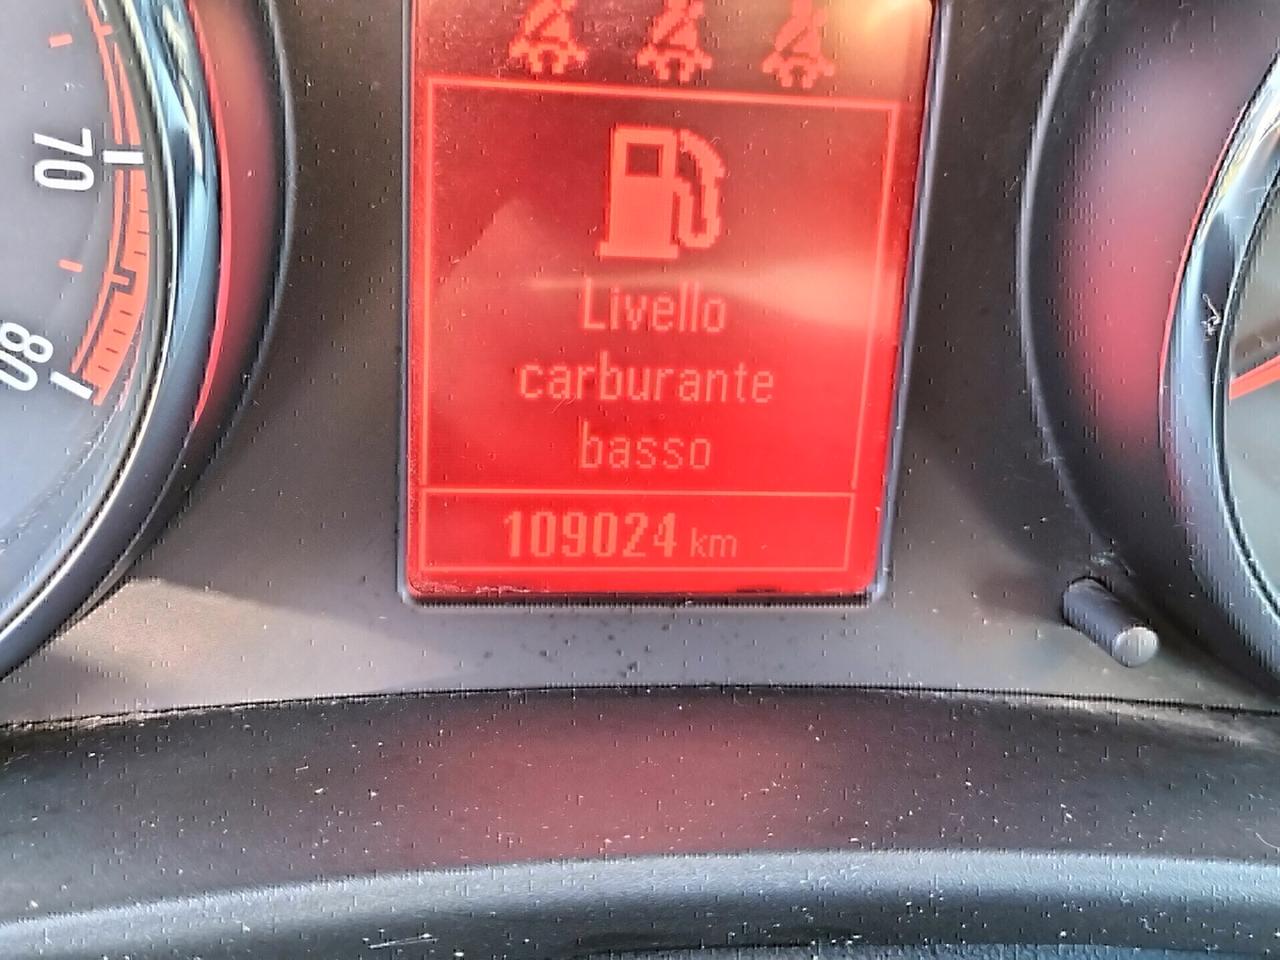 70
80
Livello
carburante
basso
109024 km